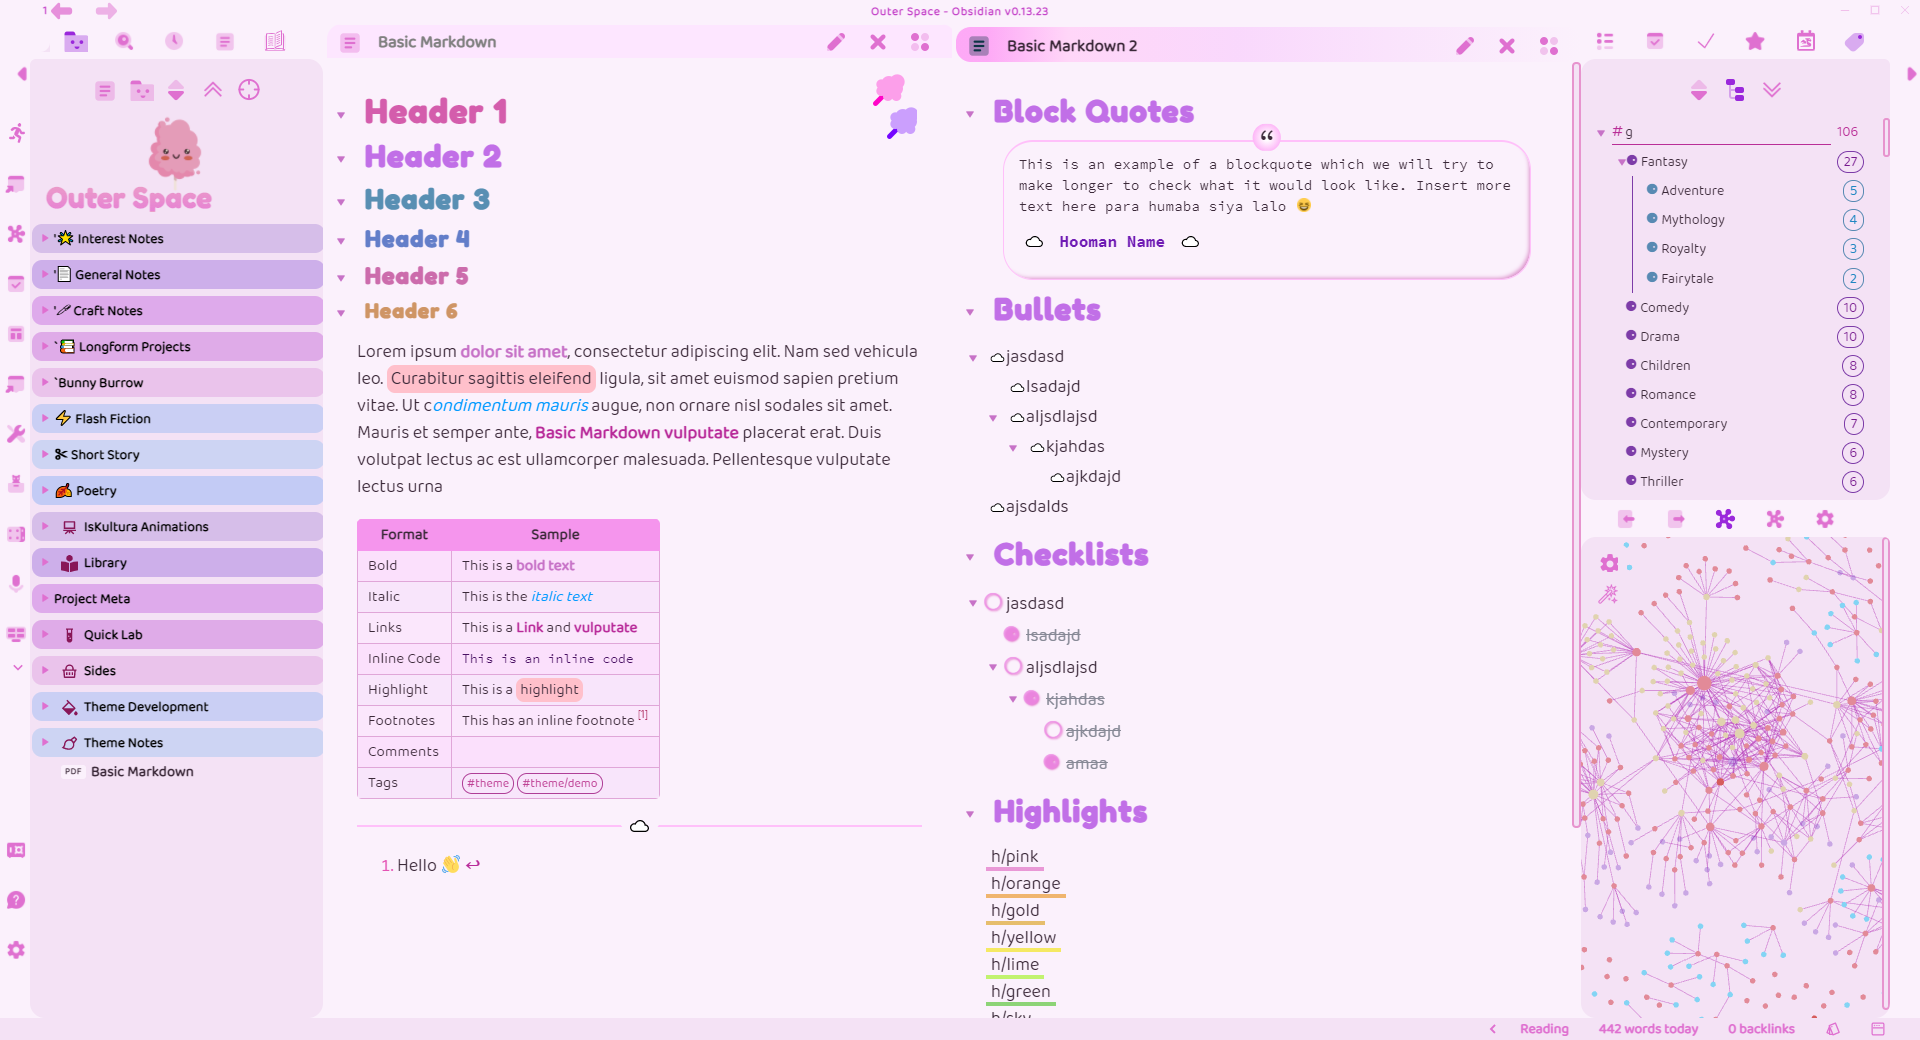 1
Outer Space - Obsidian v0.13.23
Outer Space
'🌟 Interest Notes
'📄 General Notes
'🖋 Craft Notes
`📚 Longform Projects
`Bunny Burrow
⚡ Flash Fiction
✂ Short Story
🍂 Poetry
IsKultura Animations
Library
Project Meta
Quick Lab
Sides
Theme Development
Theme Notes
PDF Basic Markdown
Basic Markdown
Header 1
Header 2
Header 3
Header 4
Header 5
Header 6
Lorem ipsum dolor sit amet, consectetur adipiscing elit. Nam sed vehicula
leo. Curabitur sagittis eleifend ligula, sit amet euismod sapien pretium
vitae. Ut condimentum mauris augue, non ornare nisl sodales sit amet.
Mauris et semper ante, Basic Markdown vulputate placerat erat. Duis
volutpat lectus ac est ullamcorper malesuada. Pellentesque vulputate
lectus urna
Format Sample
Bold This is a bold text
Italic This is the italic text
Links This is a Link and vulputate
Inline Code This is an inline code
Highlight This is a highlight
Footnotes This has an inline footnote [1]
Comments
Tags #theme #theme/demo
1. Hello 👋 ↩
Basic Markdown 2
Block Quotes
“
This is an example of a blockquote which we will try to
make longer to check what it would look like. Insert more
text here para humaba siya lalo 😆
Hooman Name
Bullets
jasdasd
lsadajd
aljsdlajsd
kjahdas
ajkdajd
ajsdalds
Checklists
jasdasd
lsadajd
aljsdlajsd
kjahdas
ajkdajd
amaa
Highlights
h/pink
h/orange
h/gold
h/yellow
h/lime
h/green
h/sky
# g 106
Fantasy 27
Adventure 5
Mythology 4
Royalty 3
Fairytale 2
Comedy 10
Drama 10
Children 8
Romance 8
Contemporary 7
Mystery 6
Thriller 6
Reading 442 words today 0 backlinks